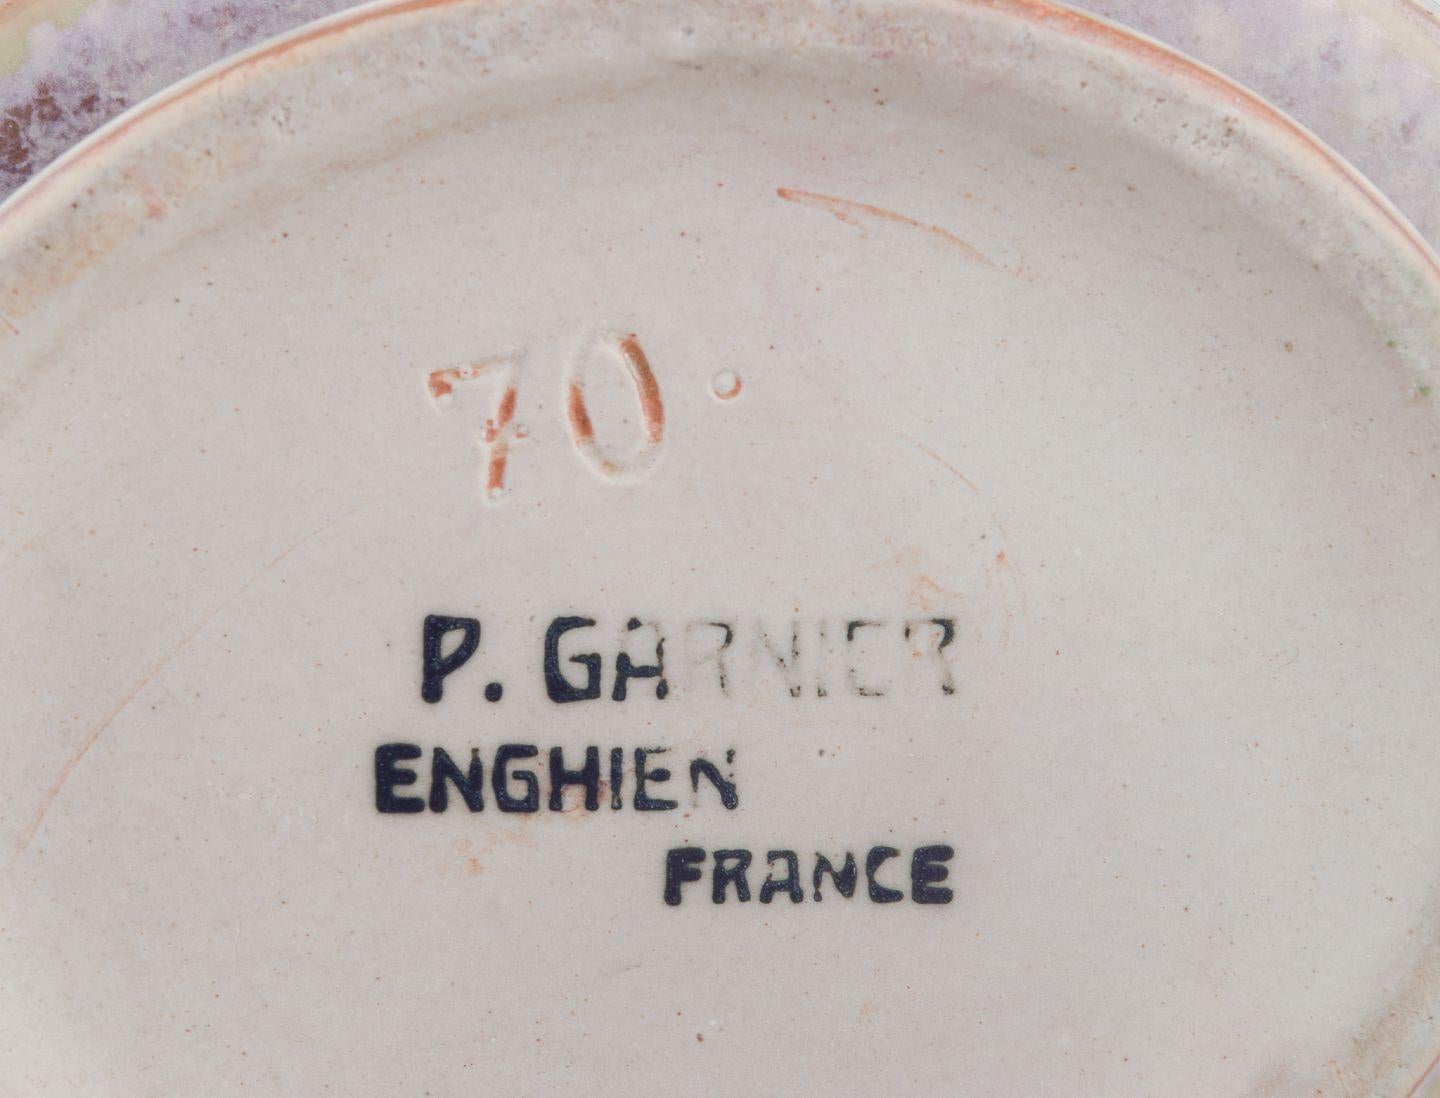 70.
P. GARNIER
ENGHIEN
FRANCE